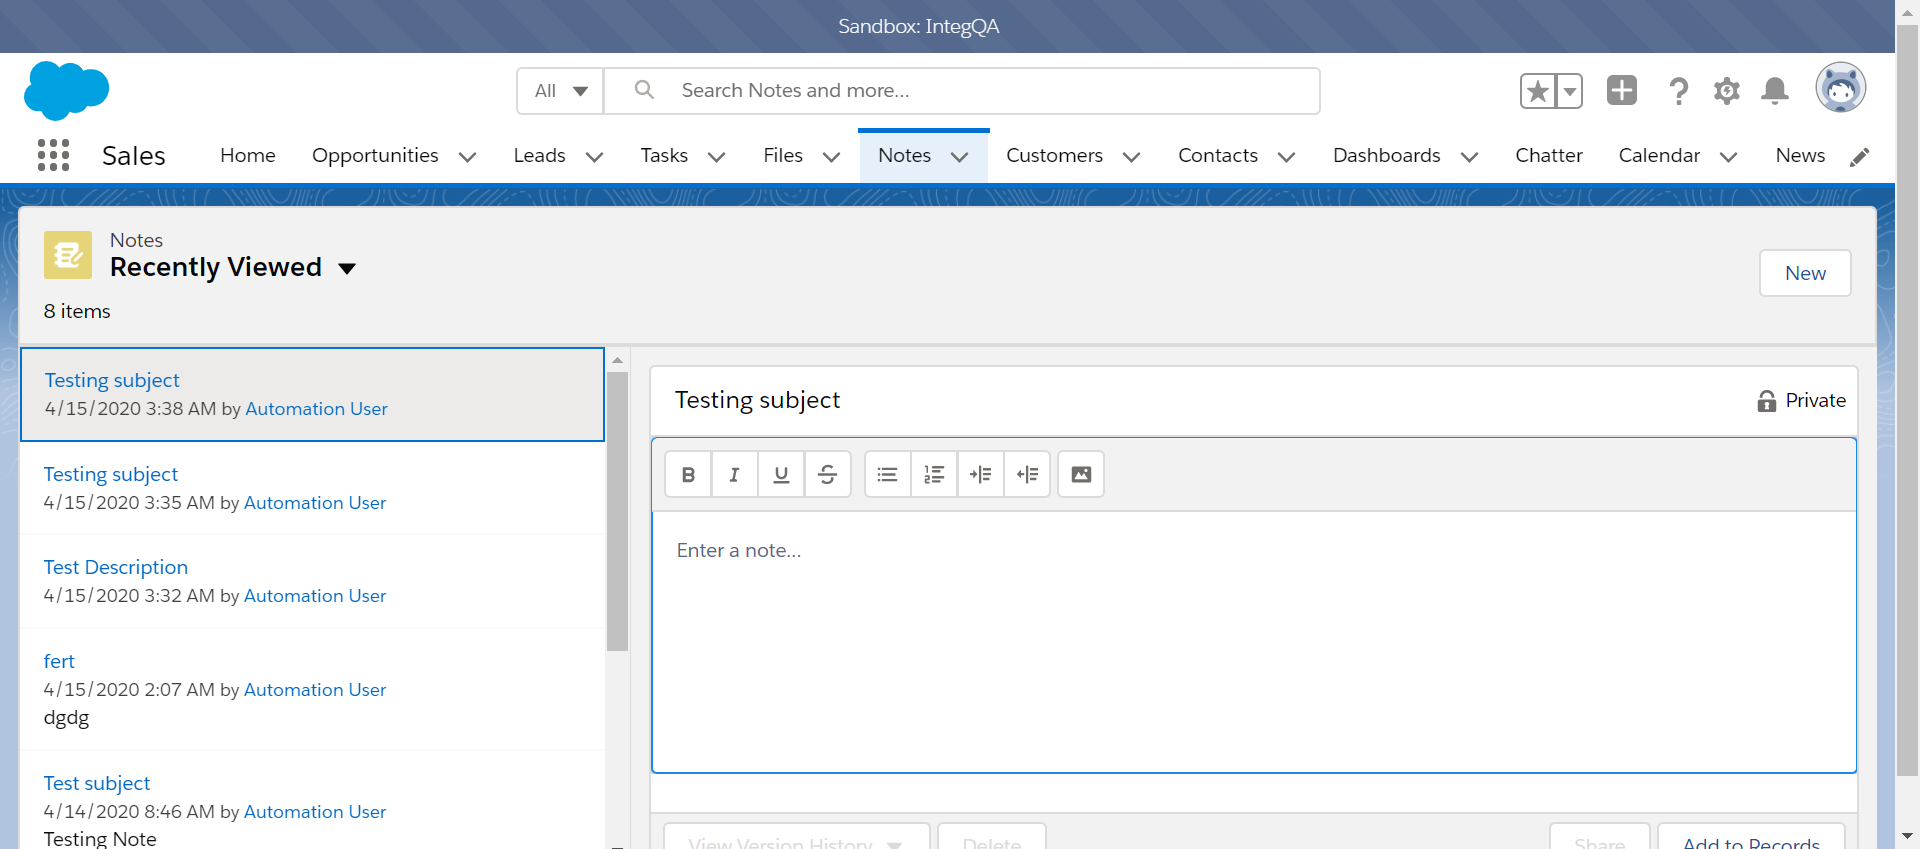 Sandbox: IntegQA
All
Search Notes and more...
Sales Home Opportunities Leads Tasks Files Notes Customers Contacts Dashboards Chatter Calendar News
Notes
Recently Viewed
8 items
New
Testing subject
4/15/2020 3:38 AM by Automation User
Testing subject
4/15/2020 3:35 AM by Automation User
Test Description
4/15/2020 3:32 AM by Automation User
fert
4/15/2020 2:07 AM by Automation User
dgdg
Test subject
4/14/2020 8:46 AM by Automation User
Testing Note
Testing subject
Private
B I U S
Enter a note...
View Version History Delete Share Add to Records